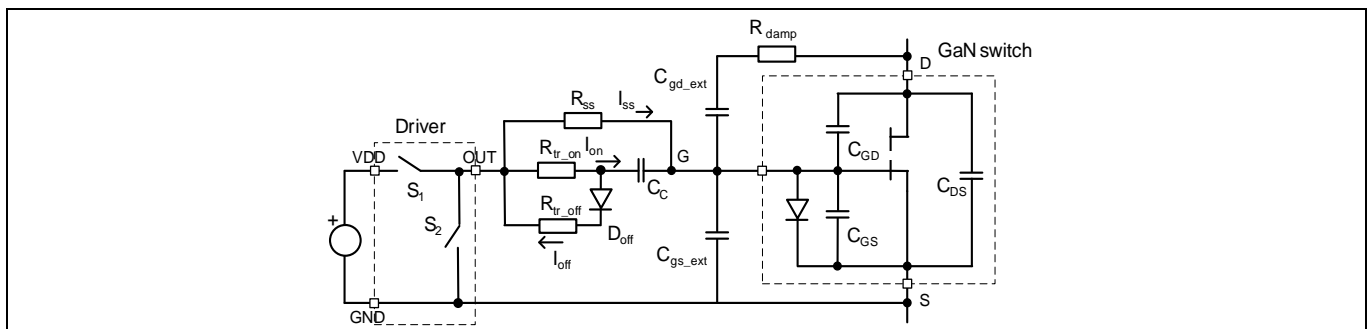 R damp
GaN switch
D
C gd_ext
R ss
I ss
Driver
VDD
OUT
R tr_on
I on
G
C GD
C DS
S 1
C C
+
R tr_off
S 2
D off
C GS
C gs_ext
I off
S
GND